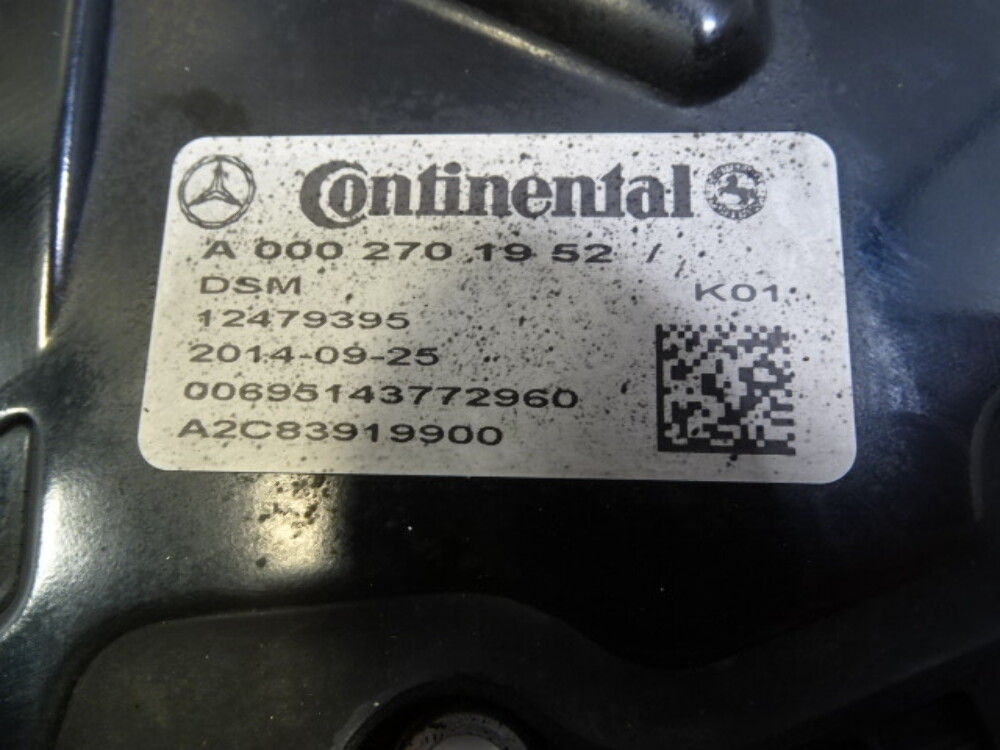 Continental
A 000 270 19 52 /
DSM K01
12479395
2014-09-25
00695143772960
A2C83919900